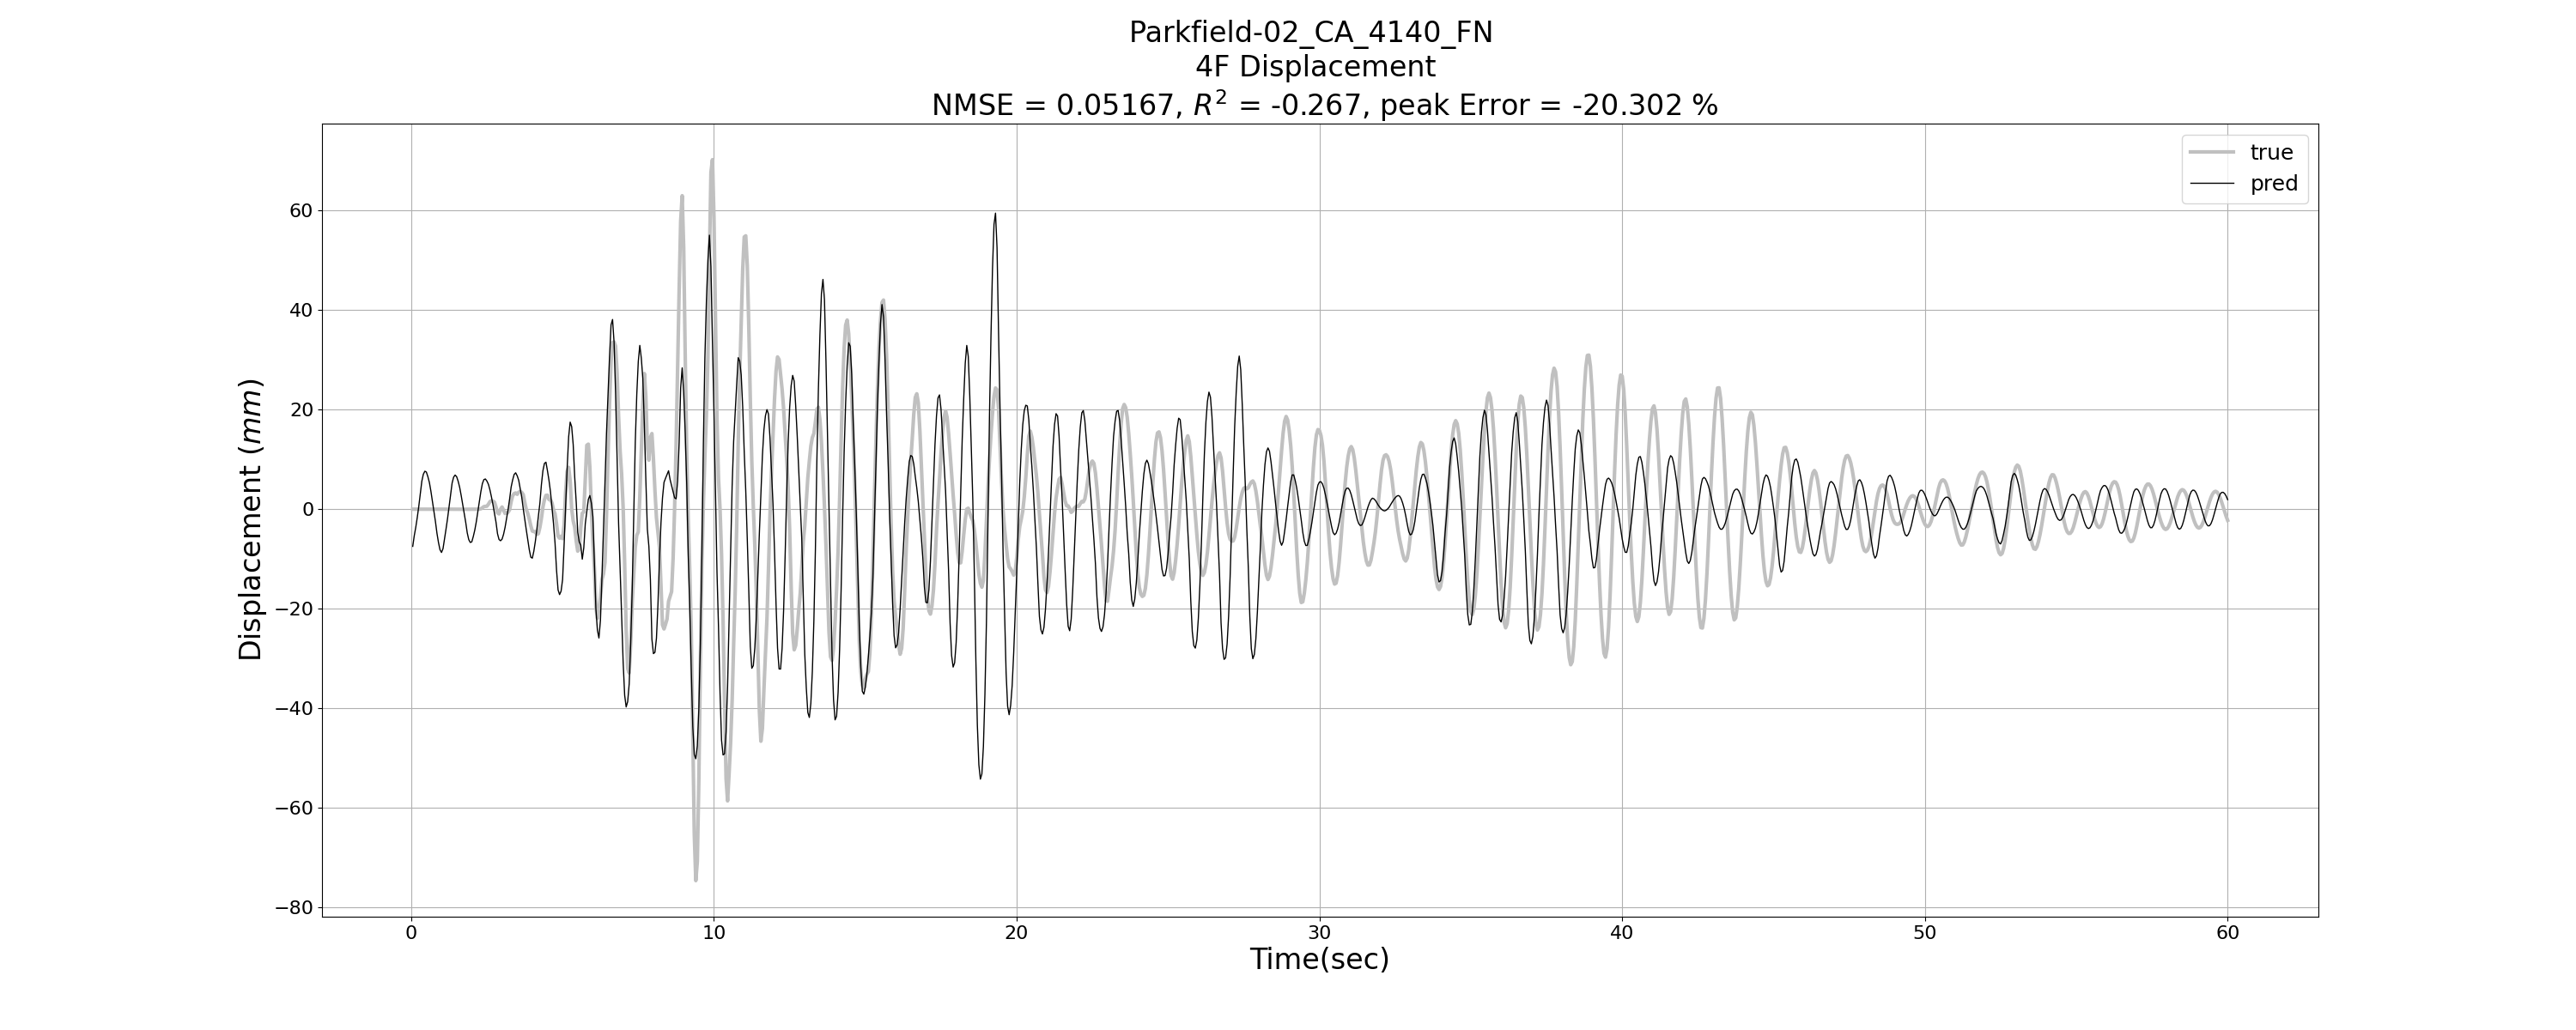 Parkfield-02_CA_4140_FN
4F Displacement
NMSE = 0.05167, R² = -0.267, peak Error = -20.302 %
true
pred
60
40
20
0
−20
−40
−60
−80
Displacement (mm)
0 10 20 30 40 50 60
Time(sec)